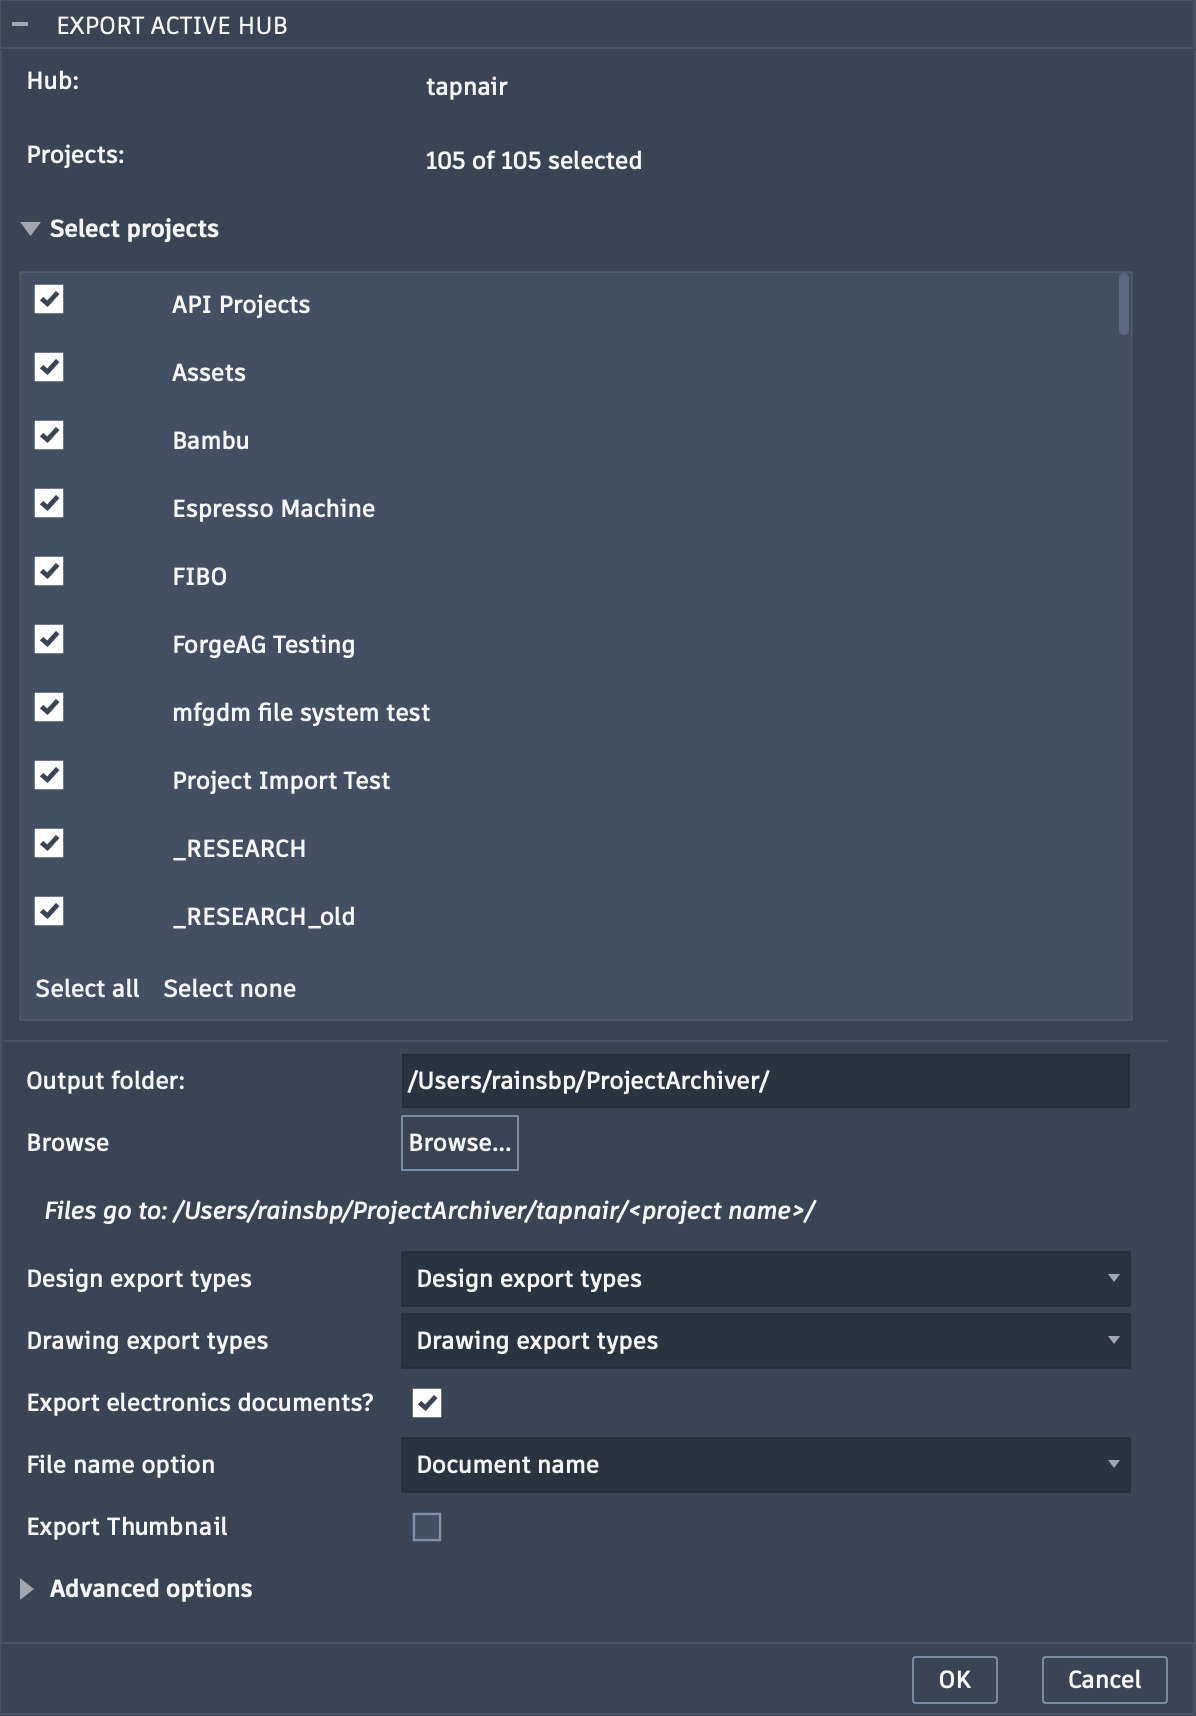 EXPORT ACTIVE HUB
Hub: tapnair
Projects: 105 of 105 selected
Select projects
API Projects
Assets
Bambu
Espresso Machine
FIBO
ForgeAG Testing
mfgdm file system test
Project Import Test
_RESEARCH
_RESEARCH_old
Select all Select none
Output folder: /Users/rainsbp/ProjectArchiver/
Browse Browse...
Files go to: /Users/rainsbp/ProjectArchiver/tapnair/<project name>/
Design export types Design export types
Drawing export types Drawing export types
Export electronics documents?
File name option Document name
Export Thumbnail
Advanced options
OK Cancel